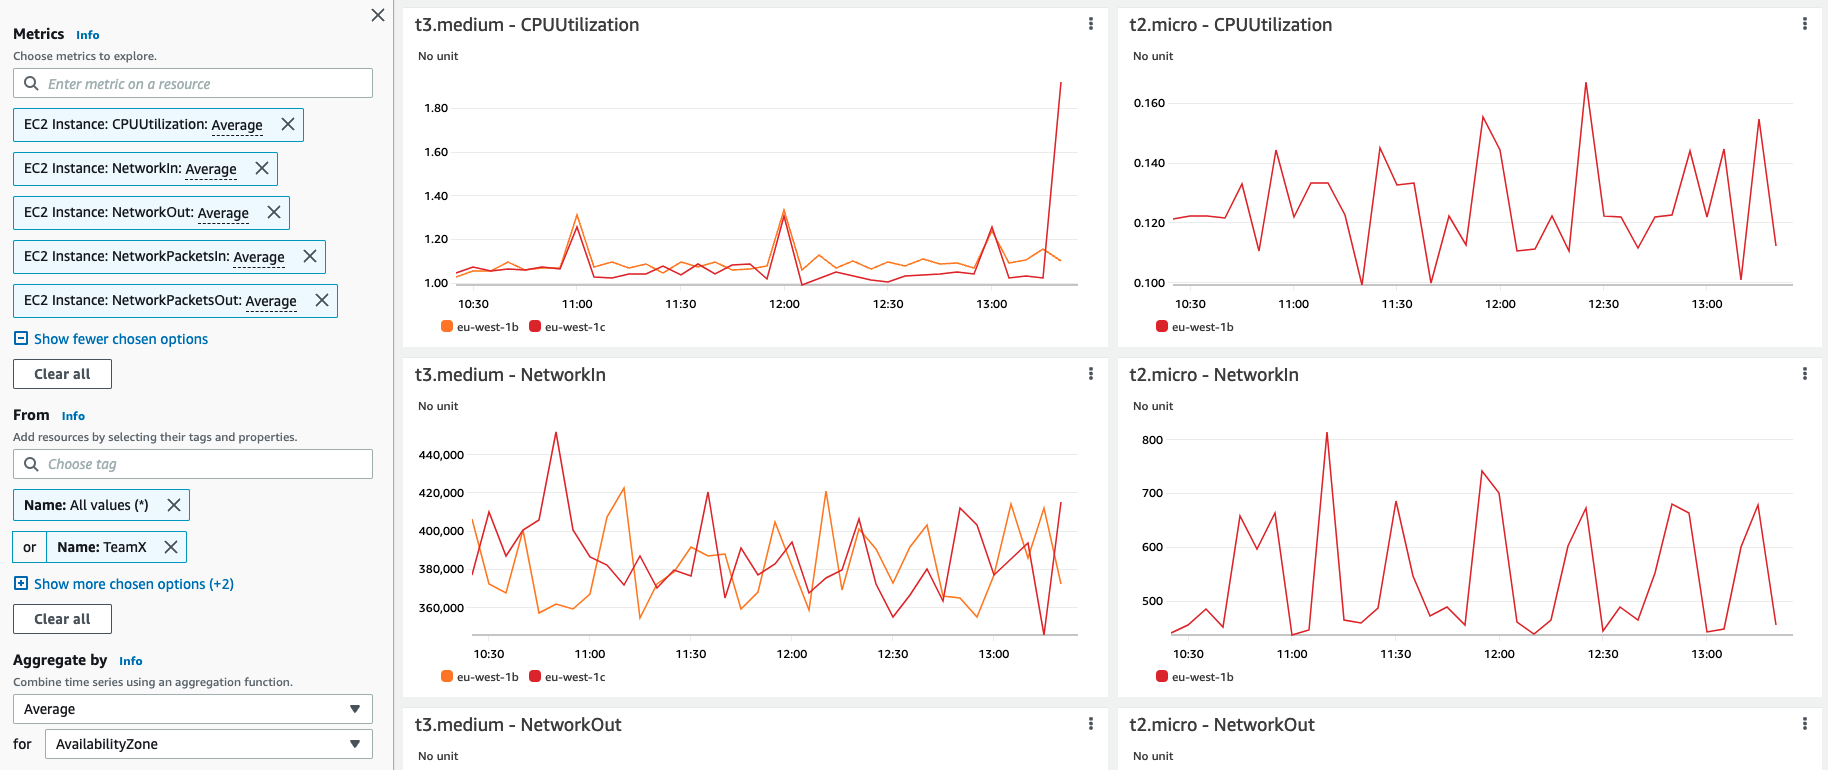 Metrics Info
Choose metrics to explore.
Enter metric on a resource
EC2 Instance: CPUUtilization: Average
EC2 Instance: NetworkIn: Average
EC2 Instance: NetworkOut: Average
EC2 Instance: NetworkPacketsIn: Average
EC2 Instance: NetworkPacketsOut: Average
Show fewer chosen options
Clear all
From Info
Add resources by selecting their tags and properties.
Choose tag
Name: All values (*)
or Name: TeamX
Show more chosen options (+2)
Clear all
Aggregate by Info
Combine time series using an aggregation function.
Average
for AvailabilityZone
t3.medium - CPUUtilization
No unit
1.80
1.60
1.40
1.20
1.00
10:30 11:00 11:30 12:00 12:30 13:00
eu-west-1b eu-west-1c
t2.micro - CPUUtilization
No unit
0.160
0.140
0.120
0.100
10:30 11:00 11:30 12:00 12:30 13:00
eu-west-1b
t3.medium - NetworkIn
No unit
440,000
420,000
400,000
380,000
360,000
10:30 11:00 11:30 12:00 12:30 13:00
eu-west-1b eu-west-1c
t2.micro - NetworkIn
No unit
800
700
600
500
10:30 11:00 11:30 12:00 12:30 13:00
eu-west-1b
t3.medium - NetworkOut
No unit
t2.micro - NetworkOut
No unit